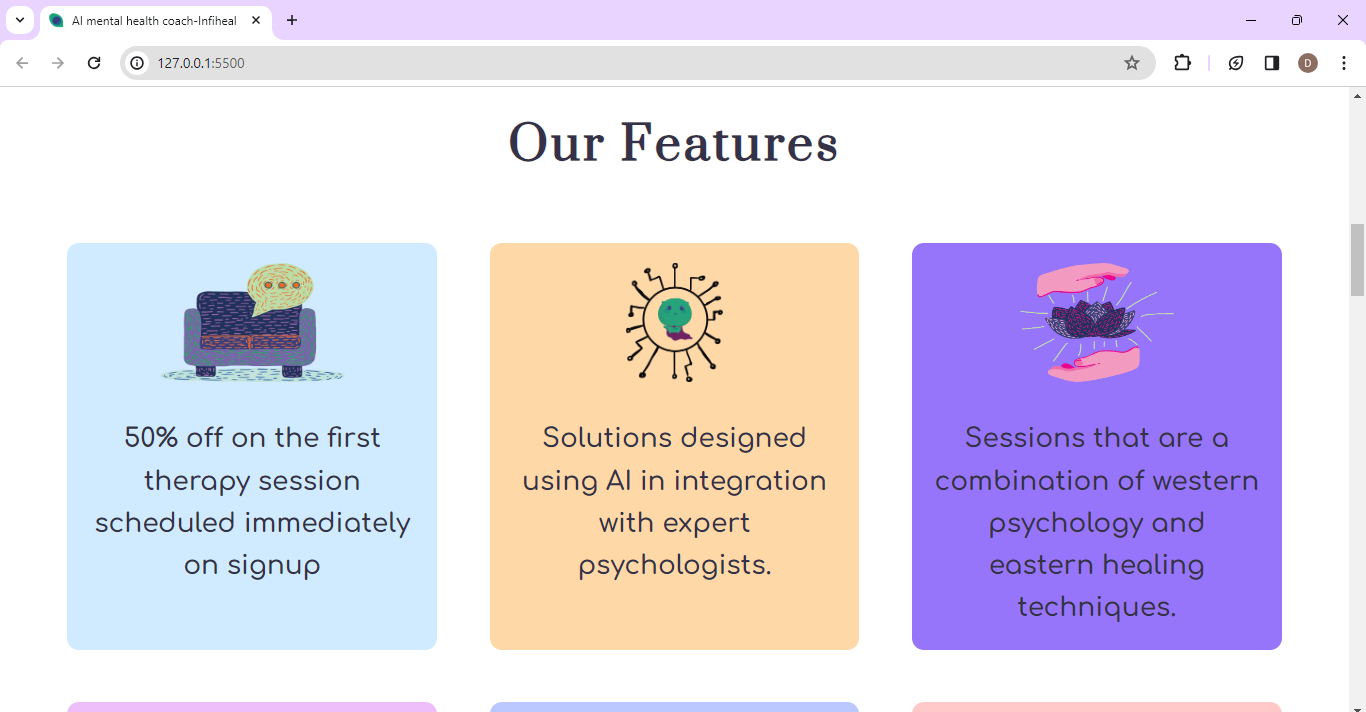 AI mental health coach-Infiheal
127.0.0.1:5500
D
Our Features
50% off on the first
therapy session
scheduled immediately
on signup
Solutions designed
using AI in integration
with expert
psychologists.
Sessions that are a
combination of western
psychology and
eastern healing
techniques.